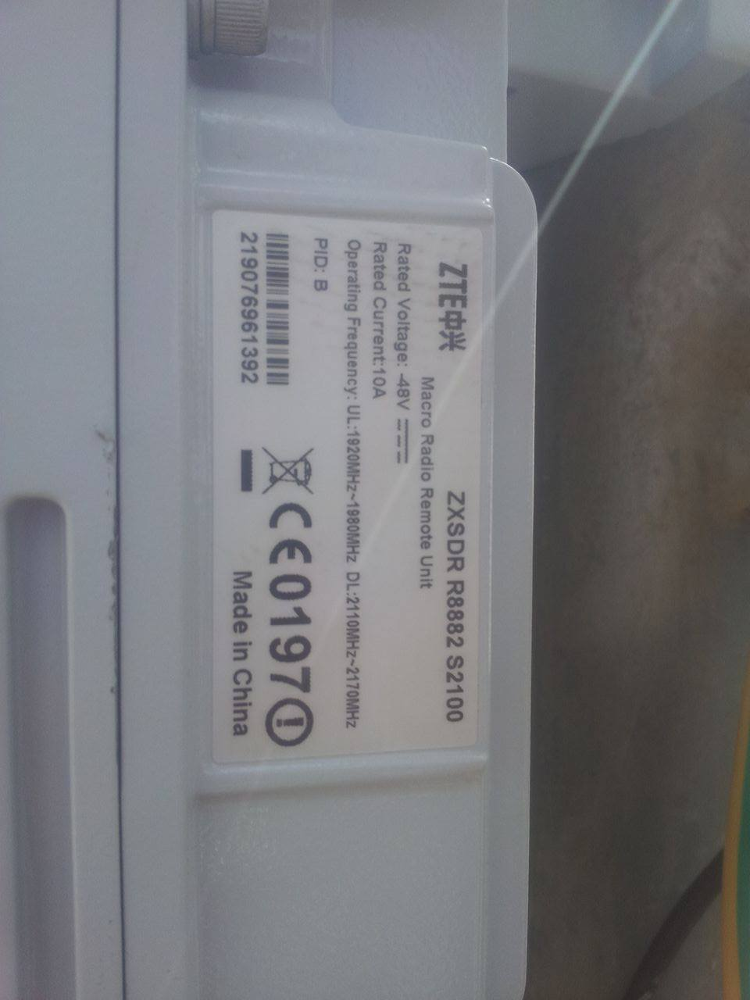 ZTE中兴
ZXSDR R8882 S2100
Macro Radio Remote Unit
Rated Voltage: -48V
Rated Current:10A
Operating Frequency: UL:1920MHz~1980MHz DL:2110MHz~2170MHz
PID: B
219076961392
CE0197
Made in China